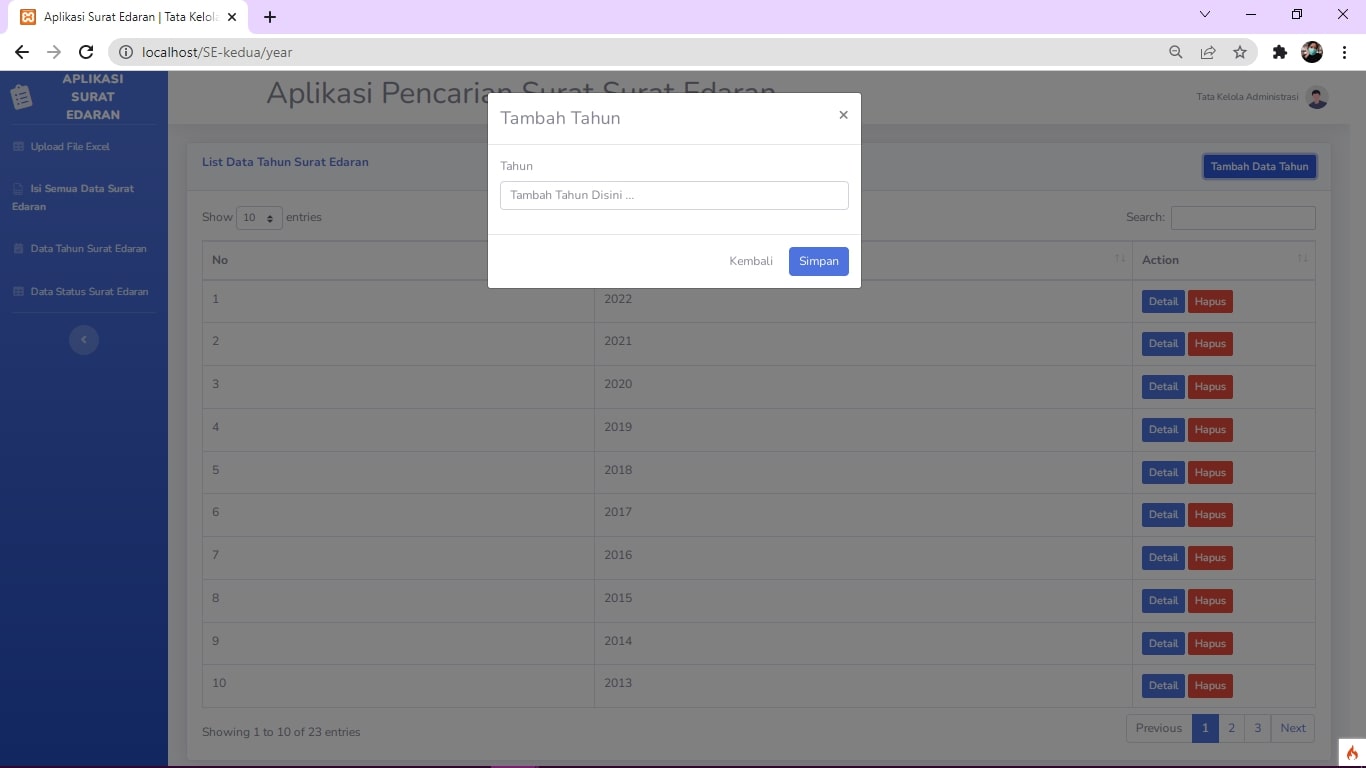 Aplikasi Surat Edaran | Tata Kelola
localhost/SE-kedua/year
APLIKASI
SURAT
EDARAN
Upload File Excel
Isi Semua Data Surat
Edaran
Data Tahun Surat Edaran
Data Status Surat Edaran
Aplikasi Pencarian Surat Surat Edaran
Tata Kelola Administrasi
List Data Tahun Surat Edaran
Tambah Data Tahun
Tambah Tahun
×
Tahun
Tambah Tahun Disini ...
Kembali Simpan
Show 10 entries
Search:
No Action
1 2022 Detail Hapus
2 2021 Detail Hapus
3 2020 Detail Hapus
4 2019 Detail Hapus
5 2018 Detail Hapus
6 2017 Detail Hapus
7 2016 Detail Hapus
8 2015 Detail Hapus
9 2014 Detail Hapus
10 2013 Detail Hapus
Showing 1 to 10 of 23 entries
Previous 1 2 3 Next